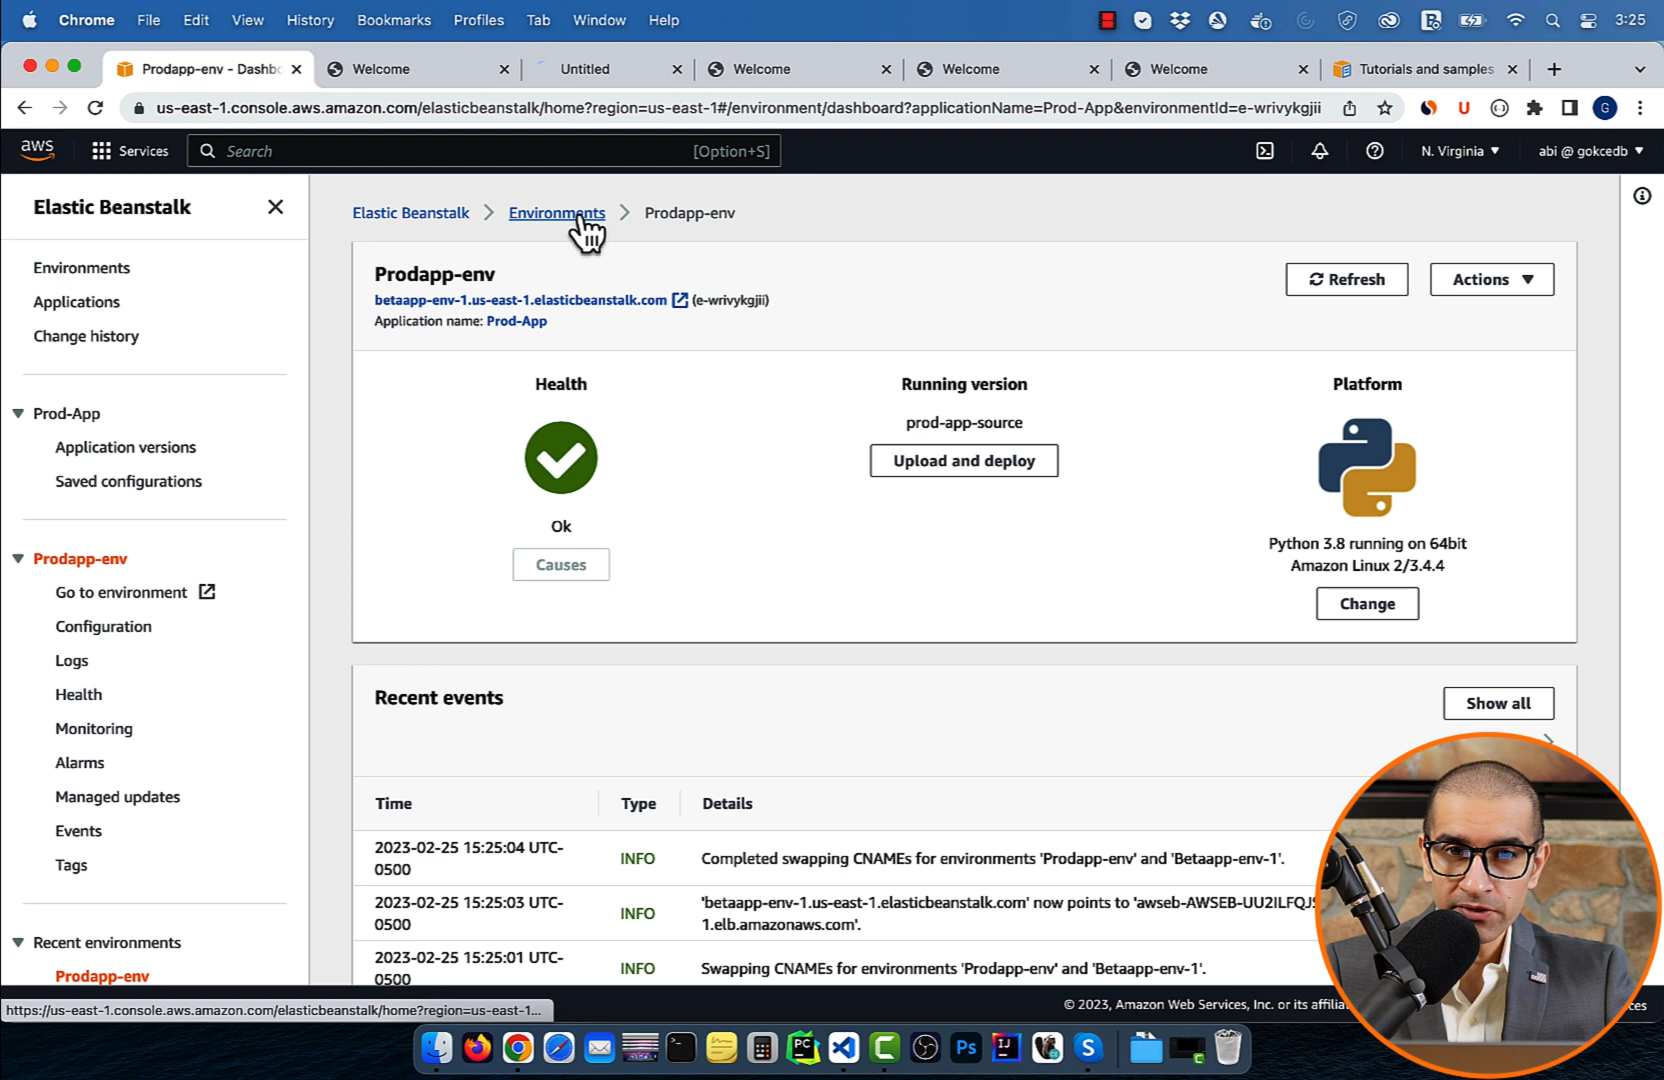 Chrome File Edit View History Bookmarks Profiles Tab Window Help 3:25
Prodapp-env - Dashbo Welcome Untitled Welcome Welcome Welcome Tutorials and samples
us-east-1.console.aws.amazon.com/elasticbeanstalk/home?region=us-east-1#/environment/dashboard?applicationName=Prod-App&environmentId=e-wrivykgjii U G
aws Services Search [Option+S] N. Virginia abi @ gokcedb
Elastic Beanstalk
Environments
Applications
Change history
Prod-App
Application versions
Saved configurations
Prodapp-env
Go to environment
Configuration
Logs
Health
Monitoring
Alarms
Managed updates
Events
Tags
Recent environments
Prodapp-env
Elastic Beanstalk Environments Prodapp-env
Prodapp-env
betaapp-env-1.us-east-1.elasticbeanstalk.com (e-wrivykgjii)
Application name: Prod-App
Refresh Actions
Health
Ok
Causes
Running version
prod-app-source
Upload and deploy
Platform
Python 3.8 running on 64bit
Amazon Linux 2/3.4.4
Change
Recent events
Show all
Time Type Details
2023-02-25 15:25:04 UTC-
0500
INFO
Completed swapping CNAMEs for environments 'Prodapp-env' and 'Betaapp-env-1'.
2023-02-25 15:25:03 UTC-
0500
INFO
'betaapp-env-1.us-east-1.elasticbeanstalk.com' now points to 'awseb-AWSEB-UU2ILFQJS
1.elb.amazonaws.com'.
2023-02-25 15:25:01 UTC-
0500
INFO
Swapping CNAMEs for environments 'Prodapp-env' and 'Betaapp-env-1'.
https://us-east-1.console.aws.amazon.com/elasticbeanstalk/home?region=us-east-1...
© 2023, Amazon Web Services, Inc. or its affilia
PC C Ps IJ S